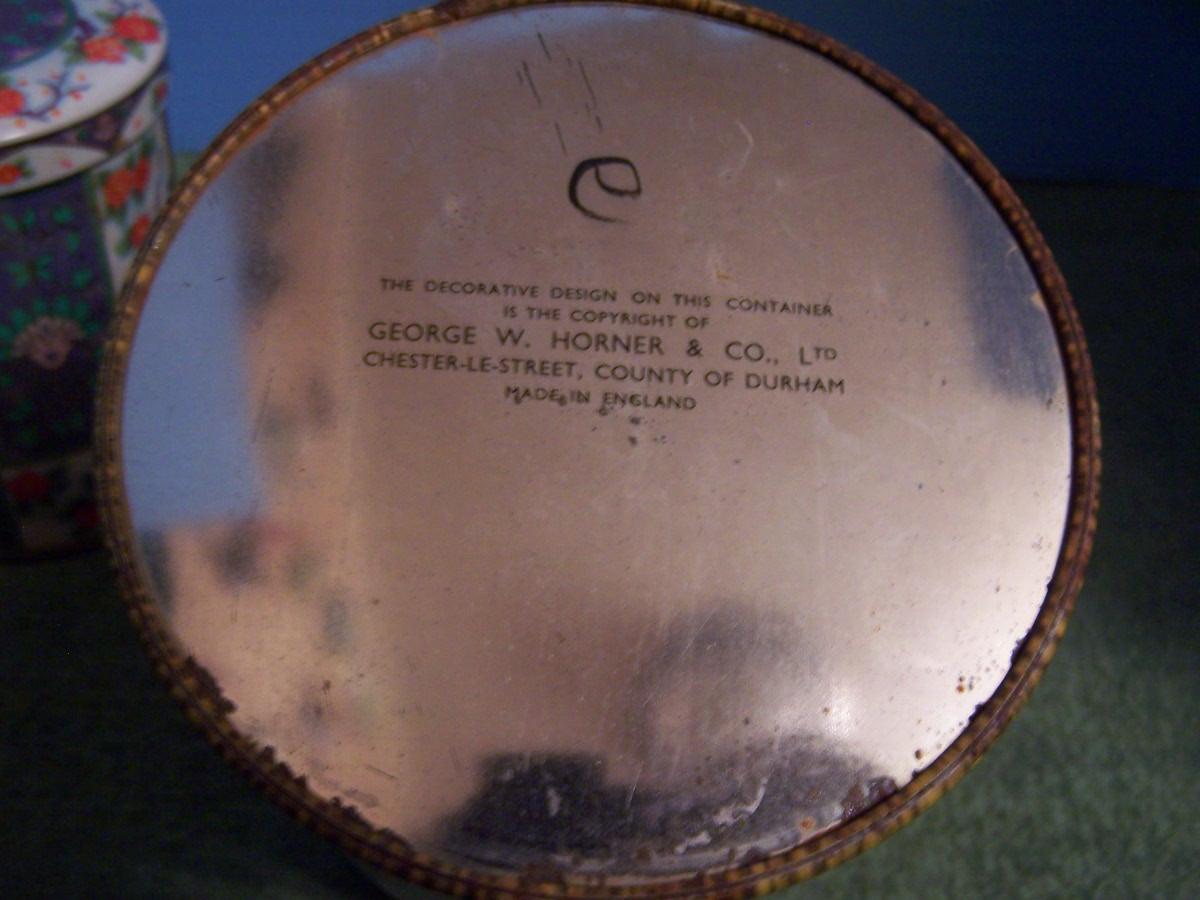 e
THE DECORATIVE DESIGN ON THIS CONTAINER
IS THE COPYRIGHT OF
GEORGE W. HORNER & CO., LTD
CHESTER-LE-STREET, COUNTY OF DURHAM
MADE IN ENGLAND